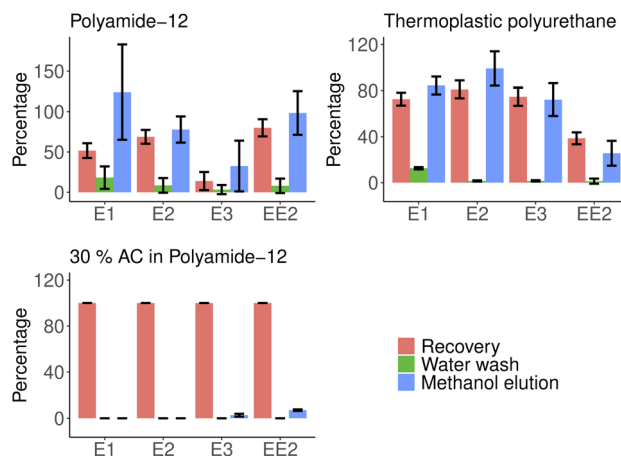 Polyamide−12
Percentage
150
100
50
0
E1 E2 E3 EE2
Thermoplastic polyurethane
Percentage
120
80
40
0
E1 E2 E3 EE2
30 % AC in Polyamide−12
Percentage
120
80
40
0
E1 E2 E3 EE2
Recovery
Water wash
Methanol elution